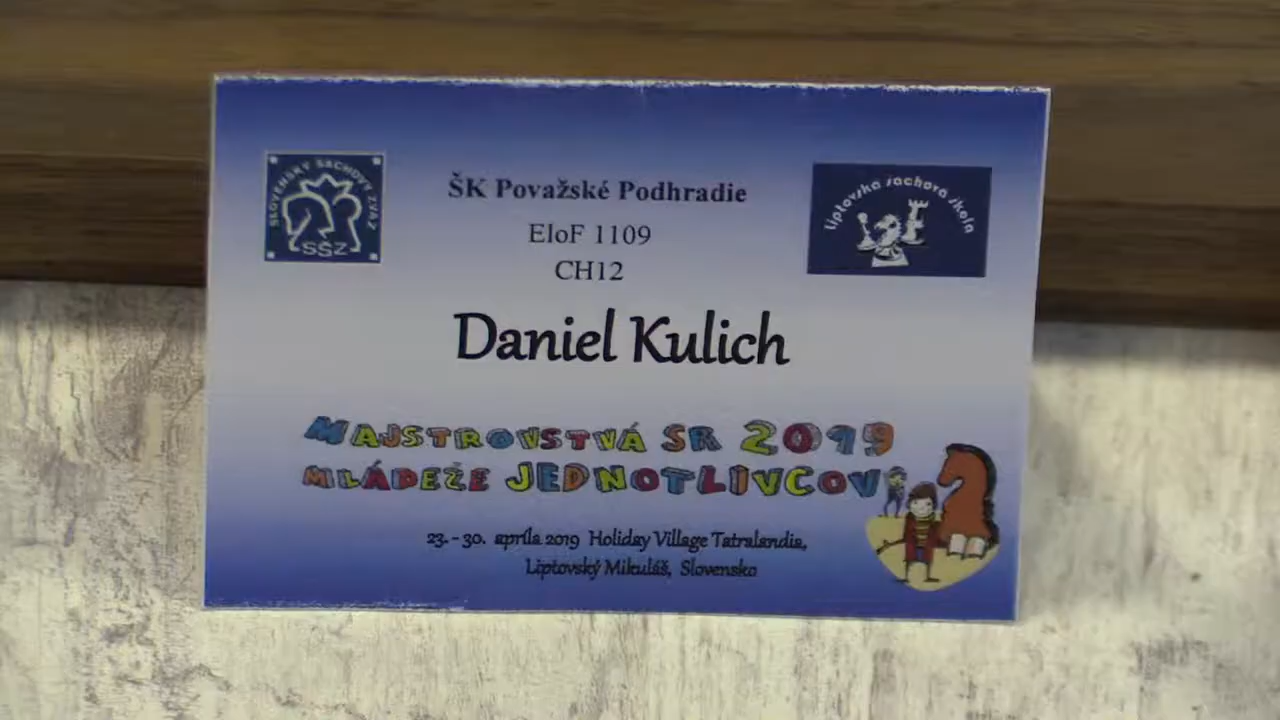 SLOVENSKÝ ŠACHOVÝ ZVÄZ
SŠZ
ŠK Považské Podhradie
EloF 1109
CH12
Liptovská šachová škola
Daniel Kulich
MAJSTROVSTVÁ SR 2019
MLÁDEŽE JEDNOTLIVCOV
23. - 30. apríla 2019 Holiday Village Tatralandia,
Liptovský Mikuláš, Slovensko